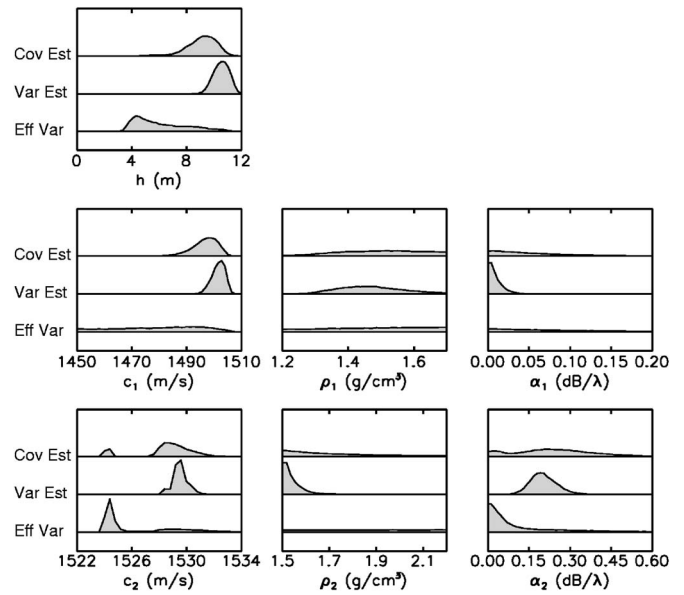 Cov Est
Var Est
Eff Var
0 4 8 12
h (m)
Cov Est
Var Est
Eff Var
1450 1470 1490 1510 1.2 1.4 1.6 0.00 0.05 0.10 0.15 0.20
c₁ (m/s) ρ₁ (g/cm³) α₁ (dB/λ)
Cov Est
Var Est
Eff Var
1522 1526 1530 1534 1.5 1.7 1.9 2.1 0.00 0.15 0.30 0.45 0.60
c₂ (m/s) ρ₂ (g/cm³) α₂ (dB/λ)